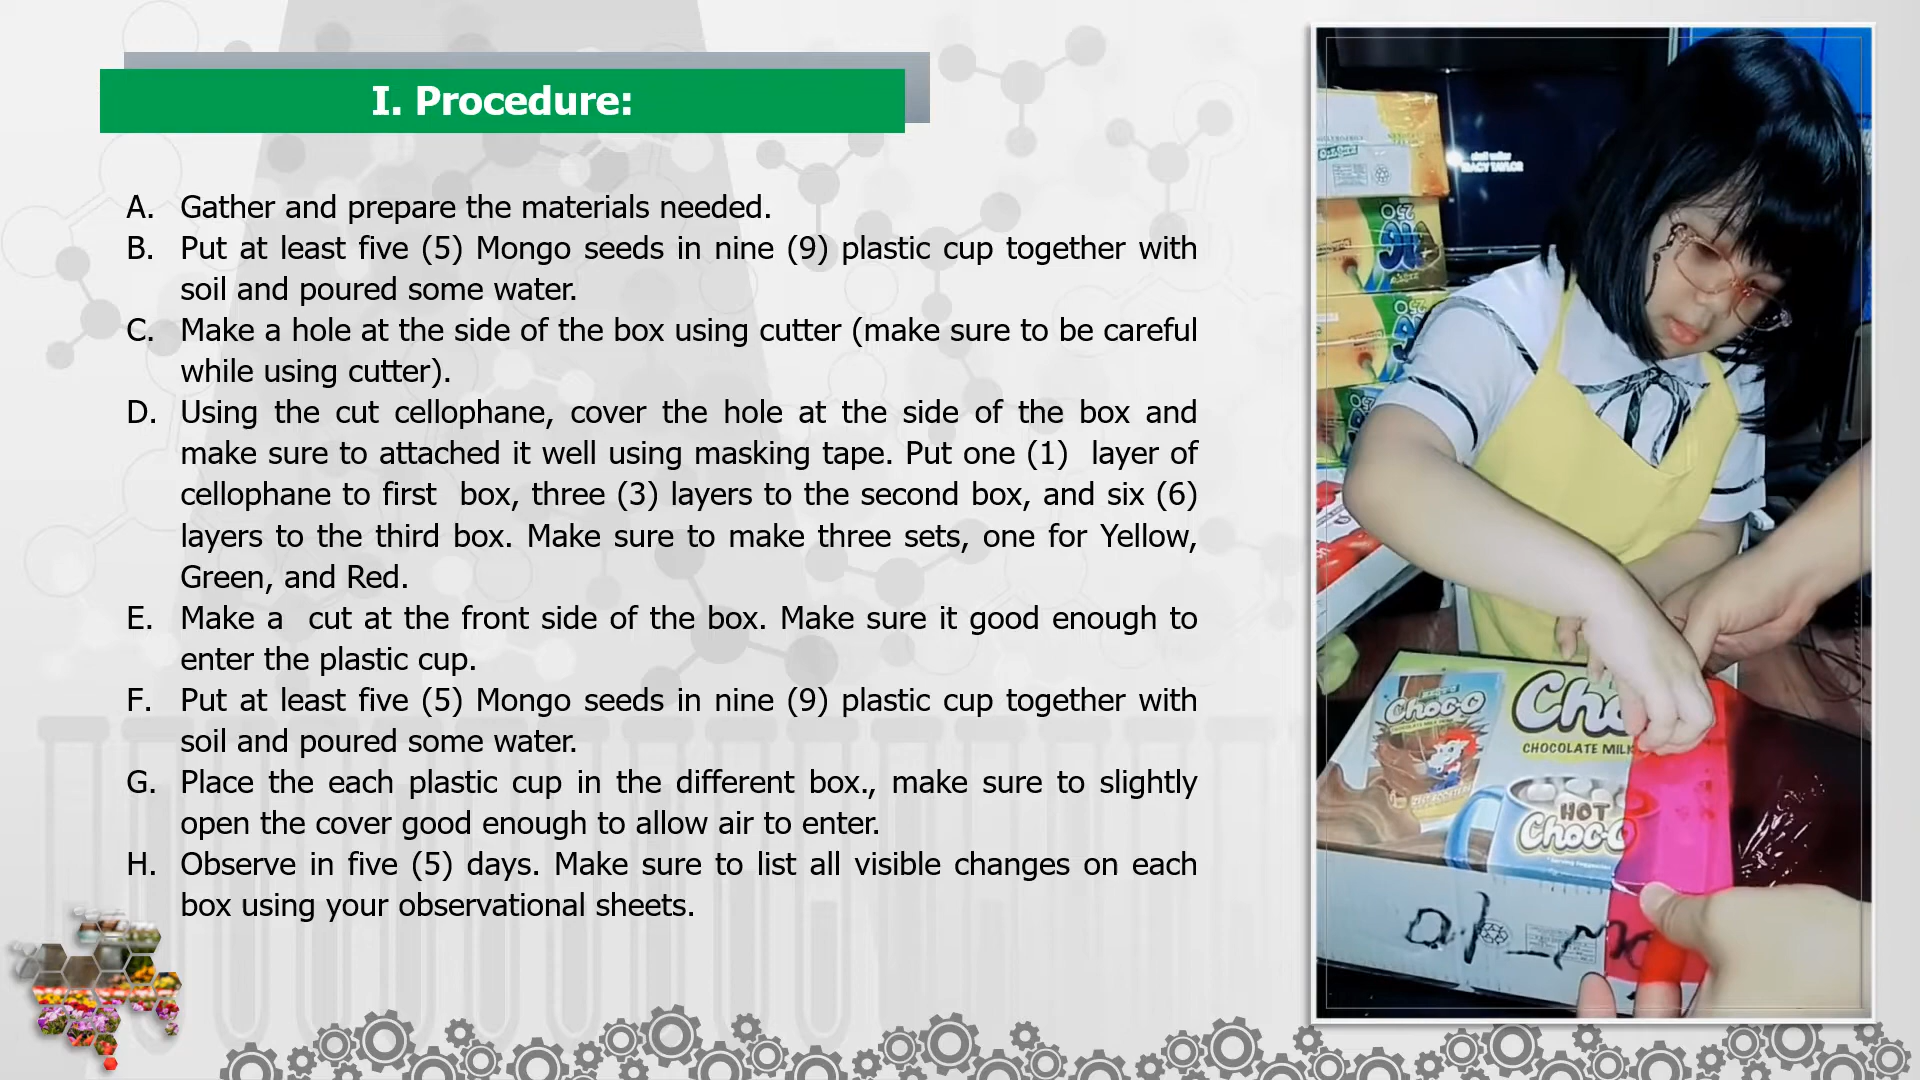 I. Procedure:
A. Gather and prepare the materials needed.
B. Put at least five (5) Mongo seeds in nine (9) plastic cup together with
soil and poured some water.
C. Make a hole at the side of the box using cutter (make sure to be careful
while using cutter).
D. Using the cut cellophane, cover the hole at the side of the box and
make sure to attached it well using masking tape. Put one (1) layer of
cellophane to first box, three (3) layers to the second box, and six (6)
layers to the third box. Make sure to make three sets, one for Yellow,
Green, and Red.
E. Make a cut at the front side of the box. Make sure it good enough to
enter the plastic cup.
F. Put at least five (5) Mongo seeds in nine (9) plastic cup together with
soil and poured some water.
G. Place the each plastic cup in the different box., make sure to slightly
open the cover good enough to allow air to enter.
H. Observe in five (5) days. Make sure to list all visible changes on each
box using your observational sheets.
Choc-O
Cho
CHOCOLATE MILK
HOT
Choc-O